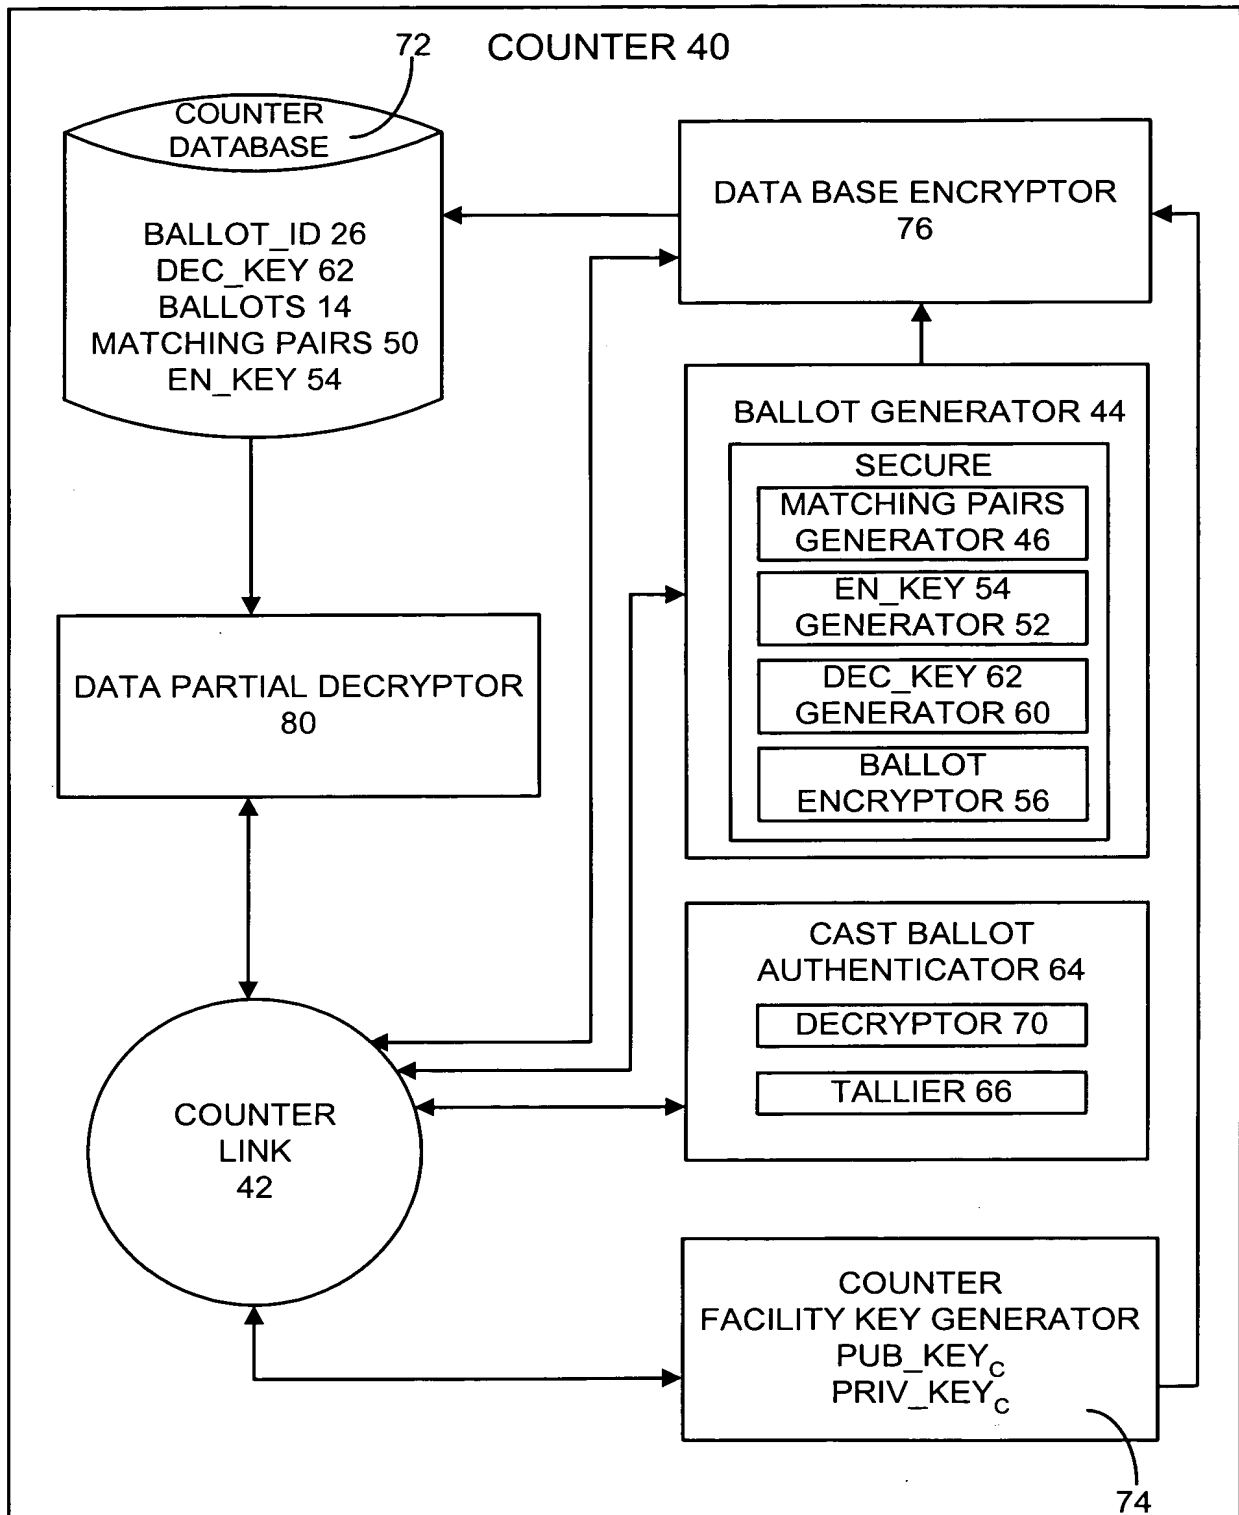 COUNTER 40
72
COUNTER
DATABASE
BALLOT_ID 26
DEC_KEY 62
BALLOTS 14
MATCHING PAIRS 50
EN_KEY 54
DATA BASE ENCRYPTOR
76
BALLOT GENERATOR 44
SECURE
MATCHING PAIRS
GENERATOR 46
EN_KEY 54
GENERATOR 52
DEC_KEY 62
GENERATOR 60
BALLOT
ENCRYPTOR 56
DATA PARTIAL DECRYPTOR
80
CAST BALLOT
AUTHENTICATOR 64
DECRYPTOR 70
TALLIER 66
COUNTER
LINK
42
COUNTER
FACILITY KEY GENERATOR
PUB_KEYC
PRIV_KEYC
74